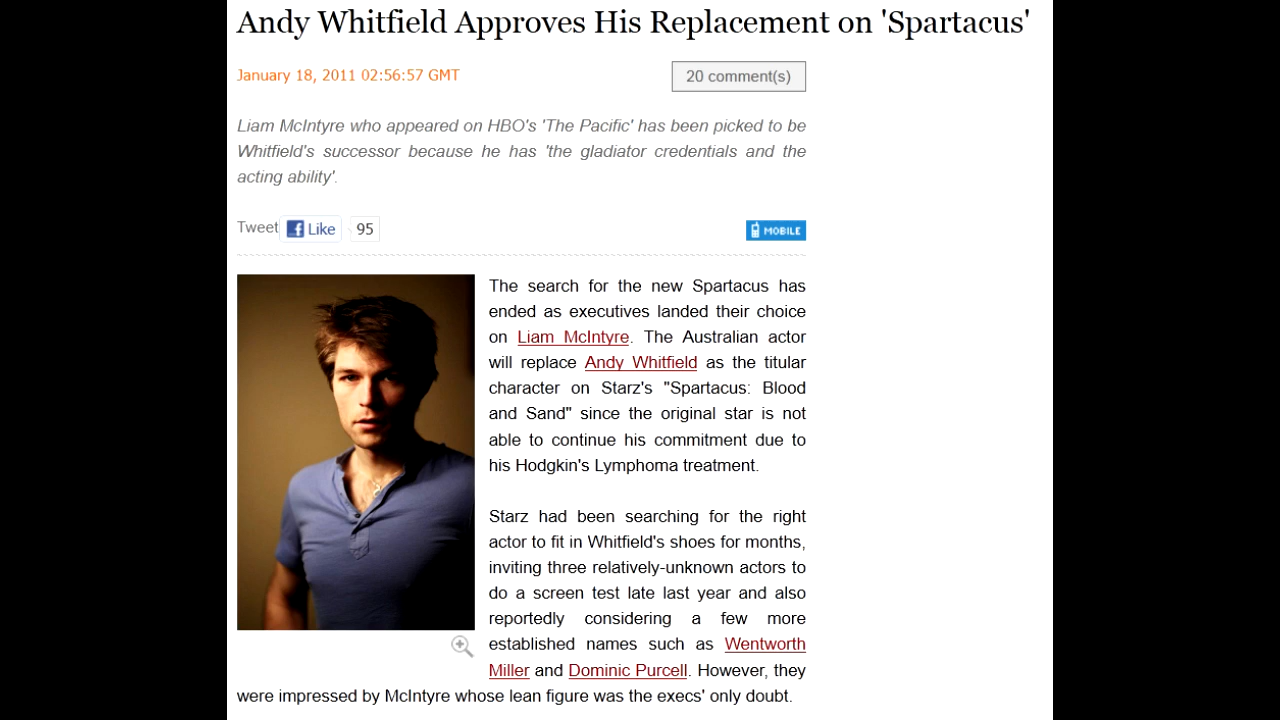 Andy Whitfield Approves His Replacement on 'Spartacus'
January 18, 2011 02:56:57 GMT
20 comment(s)
Liam McIntyre who appeared on HBO's 'The Pacific' has been picked to be
Whitfield's successor because he has 'the gladiator credentials and the
acting ability'.
Tweet Like 95
MOBILE
The search for the new Spartacus has
ended as executives landed their choice
on Liam McIntyre. The Australian actor
will replace Andy Whitfield as the titular
character on Starz's "Spartacus: Blood
and Sand" since the original star is not
able to continue his commitment due to
his Hodgkin's Lymphoma treatment.
Starz had been searching for the right
actor to fit in Whitfield's shoes for months,
inviting three relatively-unknown actors to
do a screen test late last year and also
reportedly considering a few more
established names such as Wentworth
Miller and Dominic Purcell. However, they
were impressed by McIntyre whose lean figure was the execs' only doubt.